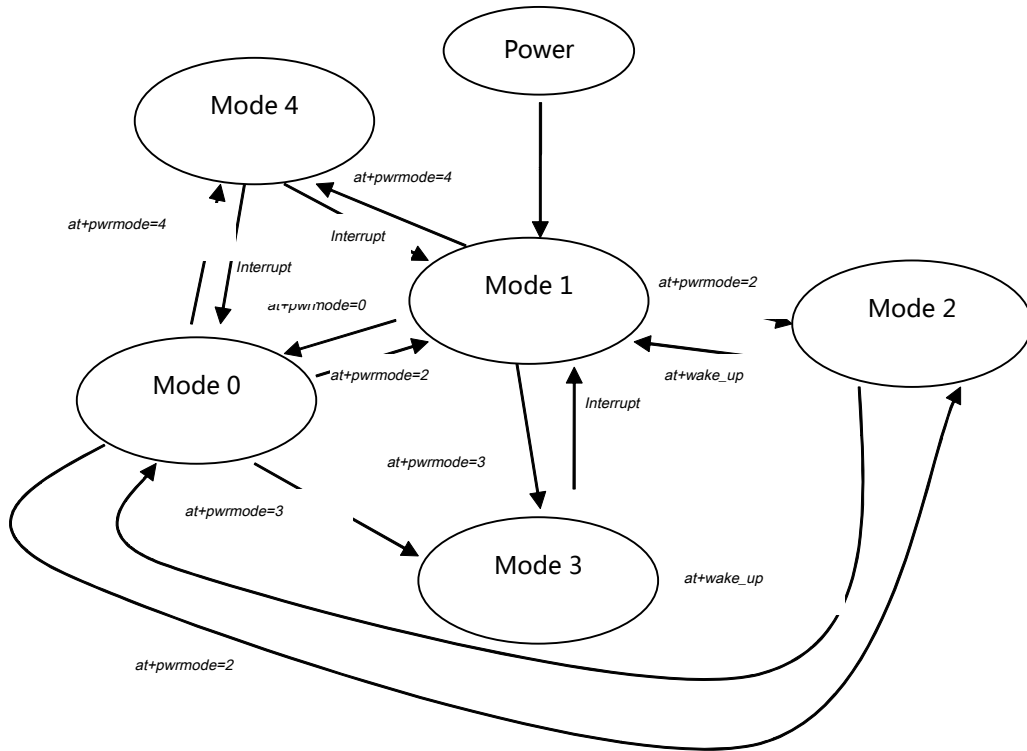 Power
Mode 4
at+pwrmode=4
at+pwrmode=4
Interrupt
Interrupt
Mode 1
at+pwrmode=2
at+pwrmode=0
Mode 2
Mode 0
at+pwrmode=2
at+wake_up
Interrupt
at+pwrmode=3
at+pwrmode=3
Mode 3
at+wake_up
at+pwrmode=2